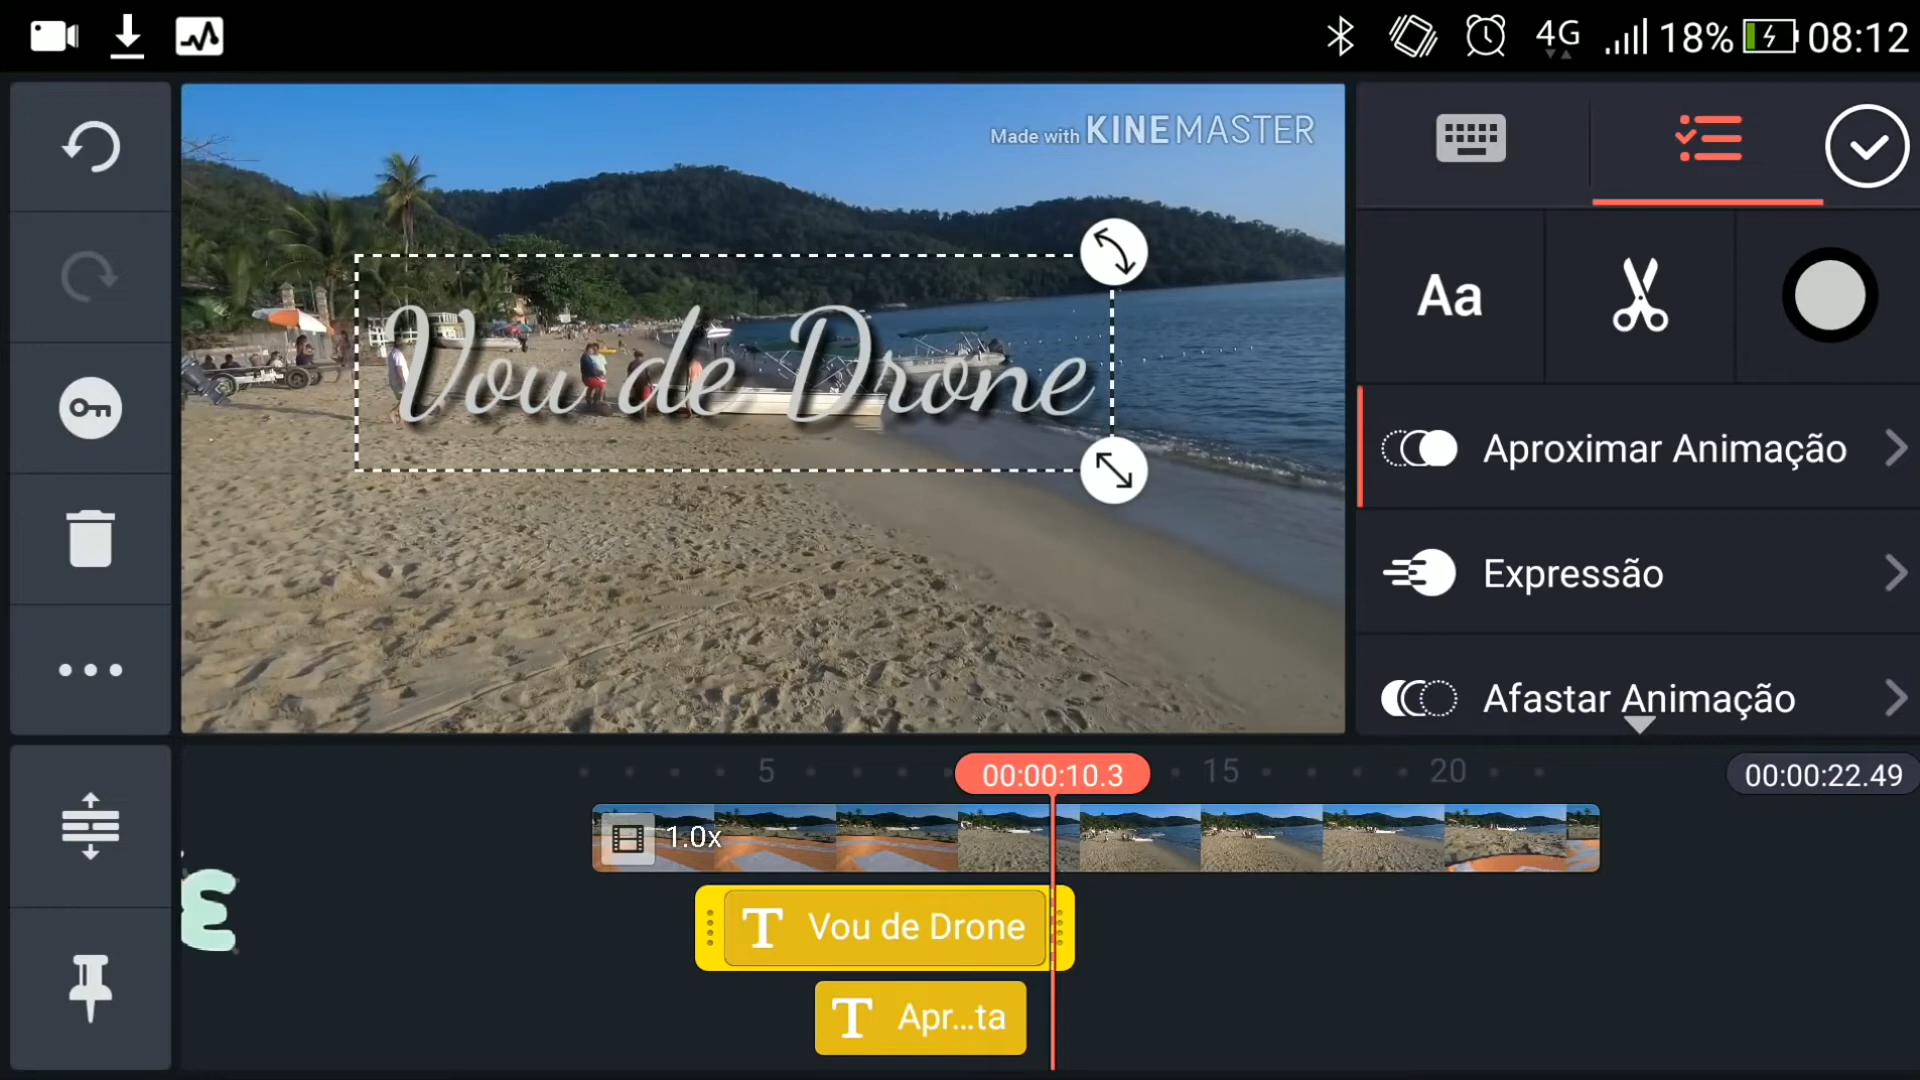 4G 18% 08:12
Made with KINEMASTER
Vou de Drone
Aa
Aproximar Animação
Expressão
Afastar Animação
5 00:00:10.3 15 20 00:00:22.49
1.0x
T Vou de Drone
E
T Apr...ta